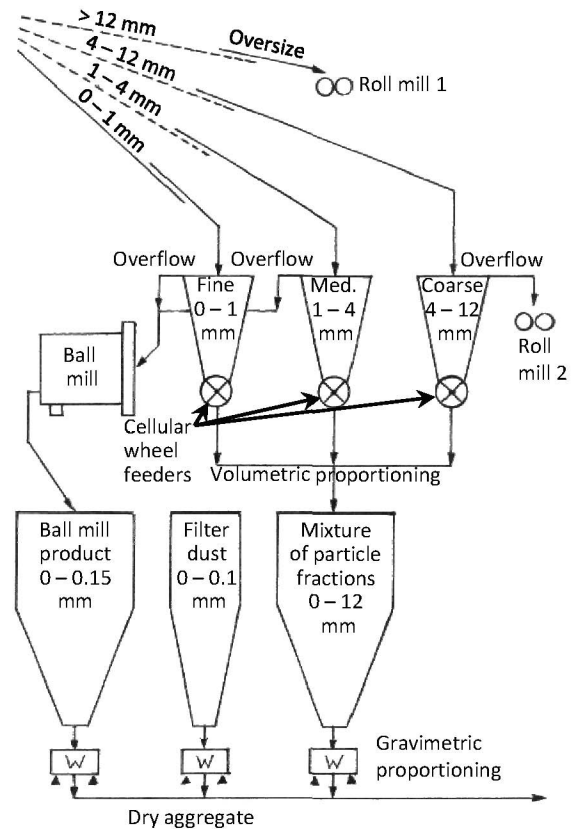 > 12 mm
Oversize
4 – 12 mm
1 – 4 mm
0 – 1 mm
Roll mill 1
Overflow
Overflow
Overflow
Fine
0 – 1
mm
Med.
1 – 4
mm
Coarse
4 – 12
mm
Roll
mill 2
Ball
mill
Cellular
wheel
feeders
Volumetric proportioning
Ball mill
product
0 – 0.15
mm
Filter
dust
0 – 0.1
mm
Mixture
of particle
fractions
0 – 12
mm
W
W
W
Gravimetric
proportioning
Dry aggregate